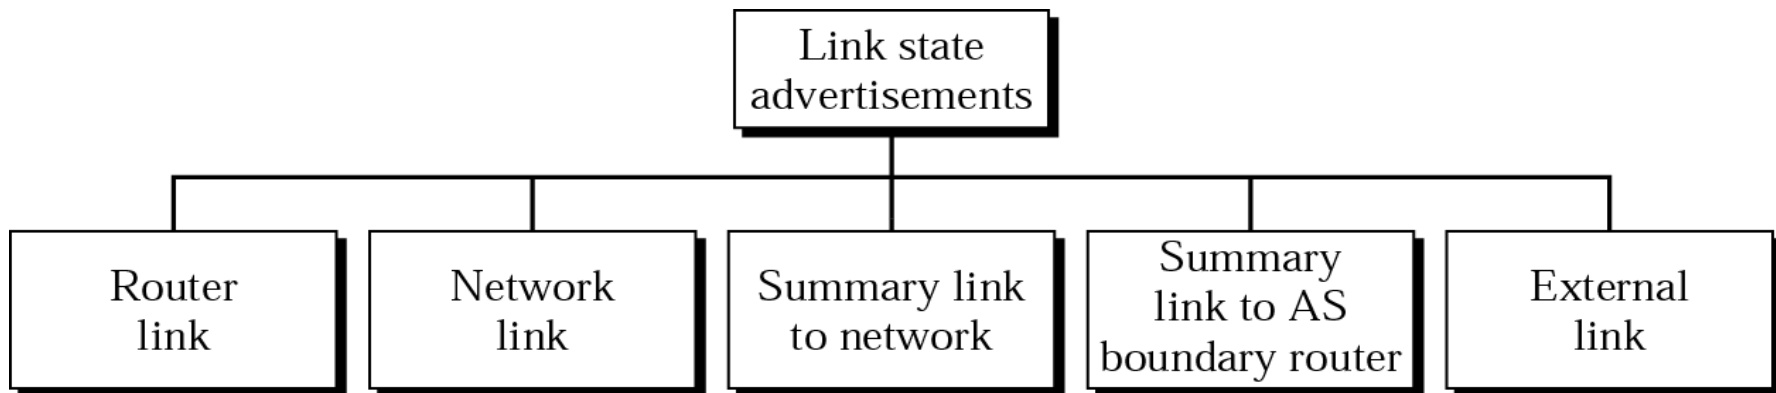 Link state
advertisements
Router
link
Network
link
Summary link
to network
Summary
link to AS
boundary router
External
link